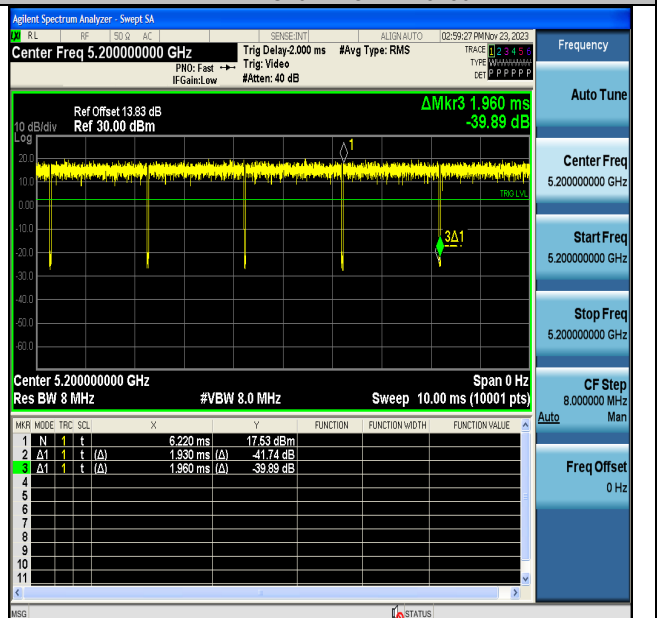 Agilent Spectrum Analyzer - Swept SA
RL RF 50 Ω AC SENSE:INT ALIGN AUTO 02:59:27 PM Nov 23, 2023
Center Freq 5.200000000 GHz Trig Delay-2.000 ms #Avg Type: RMS TRACE 1 2 3 4 5 6
PNO: Fast Trig: Video TYPE
IFGain:Low #Atten: 40 dB DET P P P P P P
Frequency
Auto Tune
Center Freq
5.200000000 GHz
Start Freq
5.200000000 GHz
Stop Freq
5.200000000 GHz
CF Step
8.000000 MHz
Auto Man
Freq Offset
0 Hz
ΔMkr3 1.960 ms
-39.89 dB
Ref Offset 13.83 dB
10 dB/div Ref 30.00 dBm
Log
20.0
10.0
0.00
-10.0
-20.0
-30.0
-40.0
-50.0
-60.0
1
TRIG LVL
3Δ1
Center 5.200000000 GHz Span 0 Hz
Res BW 8 MHz #VBW 8.0 MHz Sweep 10.00 ms (10001 pts)
MKR MODE TRC SCL X Y FUNCTION FUNCTION WIDTH FUNCTION VALUE
1 N 1 t 6.220 ms 17.53 dBm
2 Δ1 1 t (Δ) 1.930 ms (Δ) -41.74 dB
3 Δ1 1 t (Δ) 1.960 ms (Δ) -39.89 dB
4
5
6
7
8
9
10
11
MSG STATUS